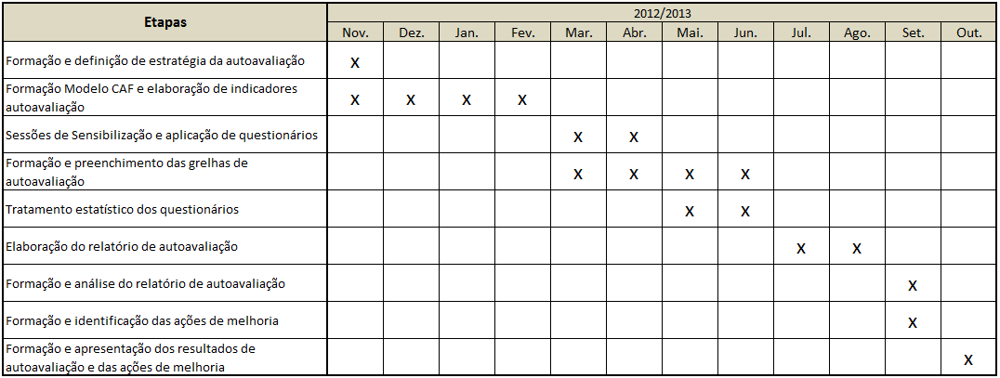 Etapas
2012/2013
Nov. Dez. Jan. Fev. Mar. Abr. Mai. Jun. Jul. Ago. Set. Out.
Formação e definição de estratégia da autoavaliação
x
Formação Modelo CAF e elaboração de indicadores
autoavaliação
x x x x
Sessões de Sensibilização e aplicação de questionários
x x
Formação e preenchimento das grelhas de
autoavaliação
x x x x
Tratamento estatístico dos questionários
x x
Elaboração do relatório de autoavaliação
x x
Formação e análise do relatório de autoavaliação
x
Formação e identificação das ações de melhoria
x
Formação e apresentação dos resultados de
autoavaliação e das ações de melhoria
x